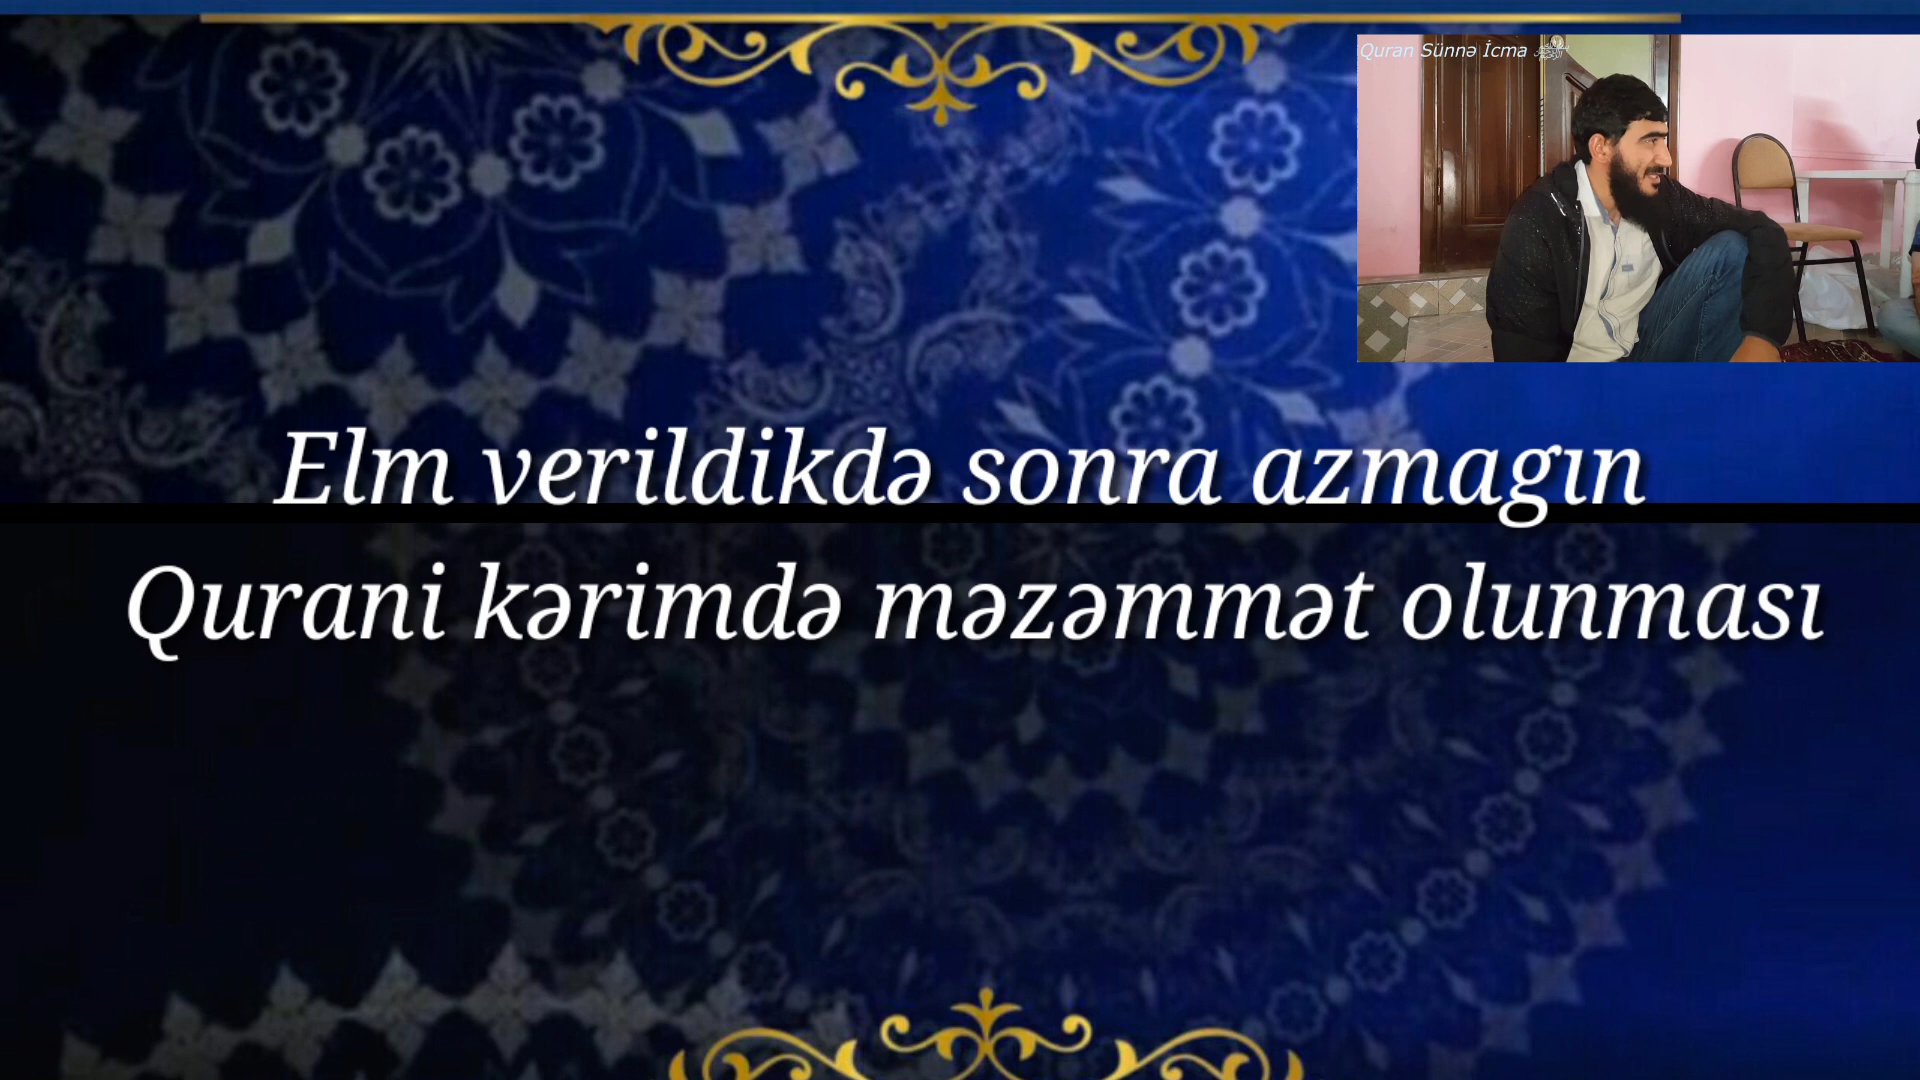 Quran Sünnə İcma
Elm verildikdə sonra azmagın
Qurani kərimdə məzəmmət olunması